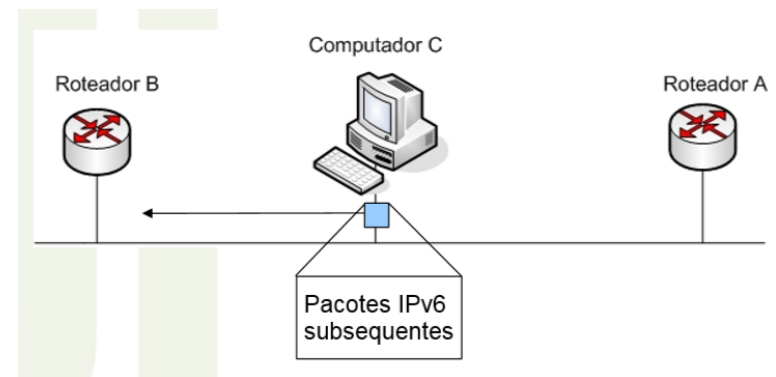 Computador C
Roteador B
Roteador A
Pacotes IPv6
subsequentes